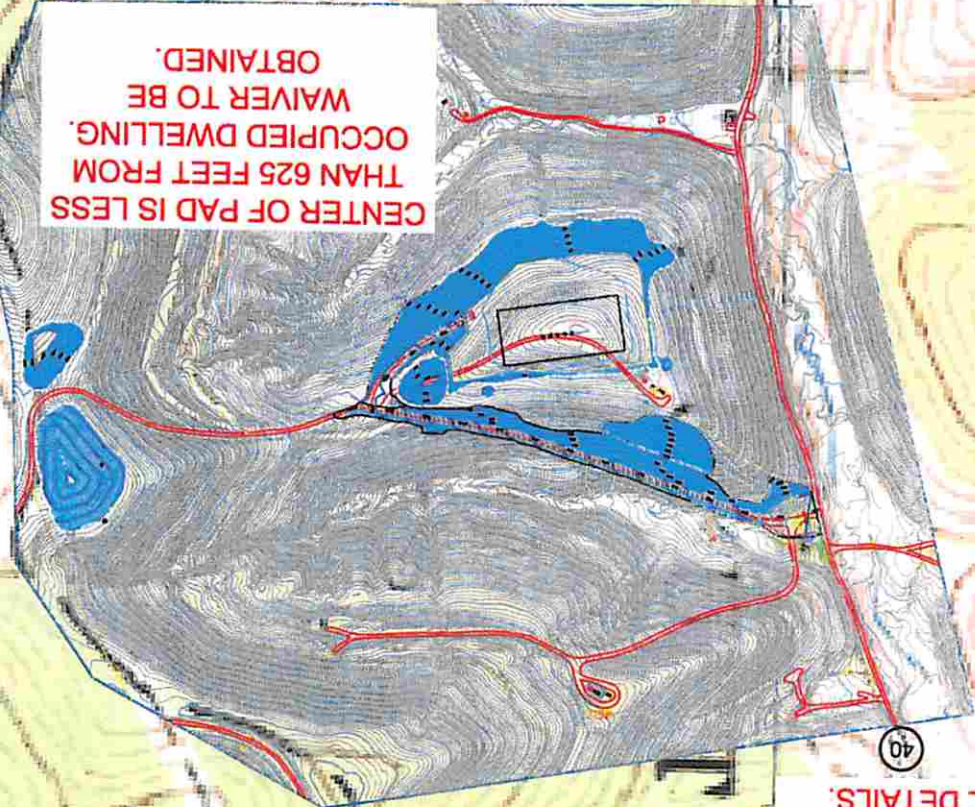 CENTER OF PAD IS LESS
THAN 625 FEET FROM
OCCUPIED DWELLING.
WAIVER TO BE
OBTAINED.
40
DETAILS.